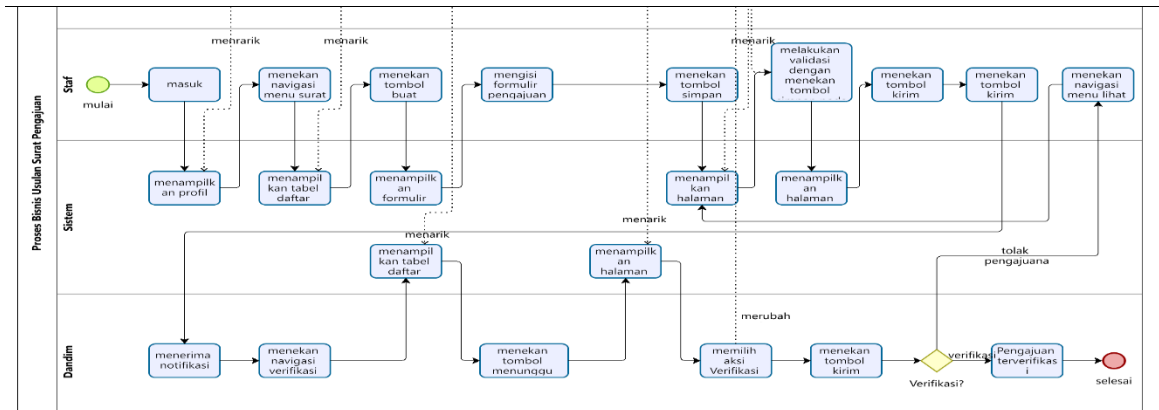 Proses Bisnis Usulan Surat Pengajuan
Staf
Sistem
Dandim
menrarik
menarik
menarik
mulai
masuk
menekan
navigasi
menu surat
menekan
tombol
buat
mengisi
formulir
pengajuan
menekan
tombol
simpan
melakukan
validasi
dengan
menekan
tombol
menekan
tombol
kirim
menekan
tombol
kirim
menekan
navigasi
menu lihat
menampilk
an profil
menampil
kan tabel
daftar
menampilk
an
formulir
menampil
kan
halaman
menampilk
an
halaman
menarik
menarik
menampil
kan tabel
daftar
menampilk
an
halaman
tolak
pengajuana
merubah
menerima
notifikasi
menekan
navigasi
verifikasi
menekan
tombol
menunggu
memilih
aksi
Verifikasi
menekan
tombol
kirim
Verifikasi?
verifikasi
Pengajuan
terverifikas
i
selesai